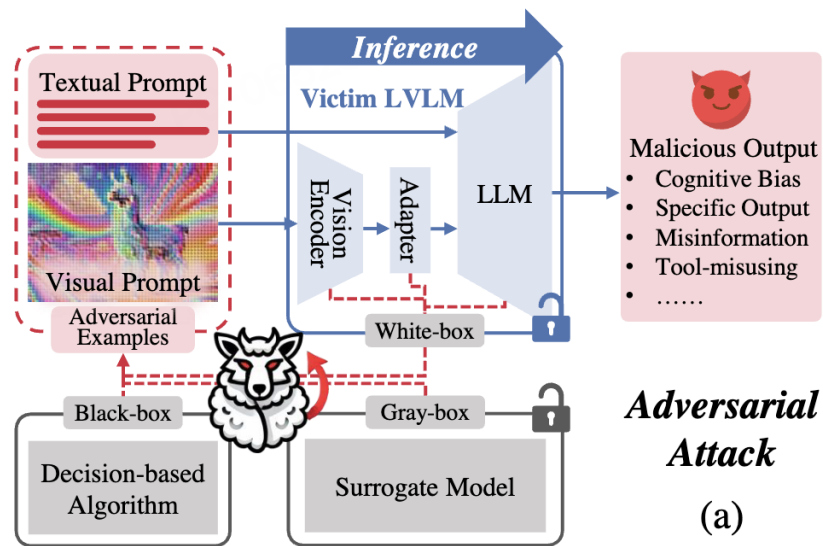 Inference
Textual Prompt
Victim LVLM
Vision
Encoder
Adapter
LLM
Visual Prompt
Adversarial
Examples
White-box
Malicious Output
• Cognitive Bias
• Specific Output
• Misinformation
• Tool-misusing
• ……
Black-box
Gray-box
Decision-based
Algorithm
Surrogate Model
Adversarial
Attack
(a)